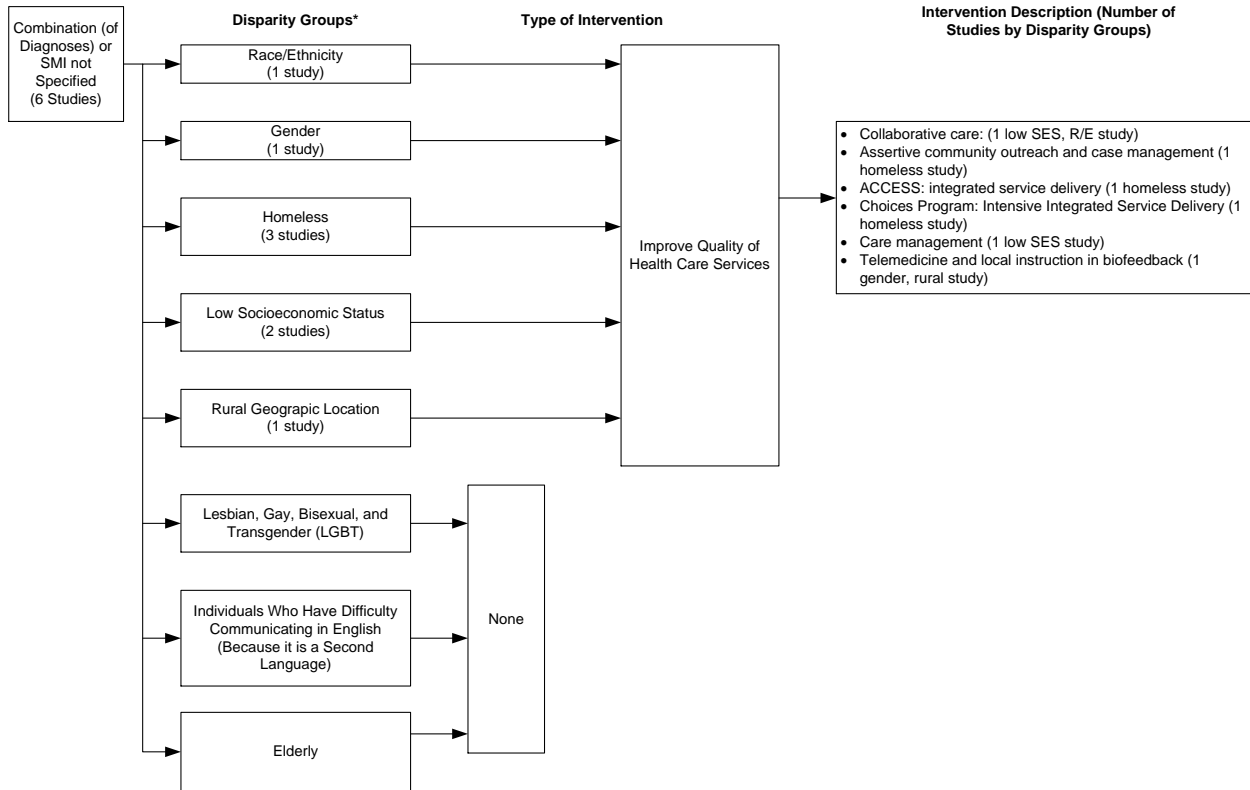 Combination (of
Diagnoses) or
SMI not
Specified
(6 Studies)
Disparity Groups*
Type of Intervention
Intervention Description (Number of
Studies by Disparity Groups)
Race/Ethnicity
(1 study)
Gender
(1 study)
Homeless
(3 studies)
Low Socioeconomic Status
(2 studies)
Rural Geograpic Location
(1 study)
Lesbian, Gay, Bisexual, and
Transgender (LGBT)
Individuals Who Have Difficulty
Communicating in English
(Because it is a Second
Language)
Elderly
Improve Quality of
Health Care Services
None
• Collaborative care: (1 low SES, R/E study)
• Assertive community outreach and case management (1
homeless study)
• ACCESS: integrated service delivery (1 homeless study)
• Choices Program: Intensive Integrated Service Delivery (1
homeless study)
• Care management (1 low SES study)
• Telemedicine and local instruction in biofeedback (1
gender, rural study)